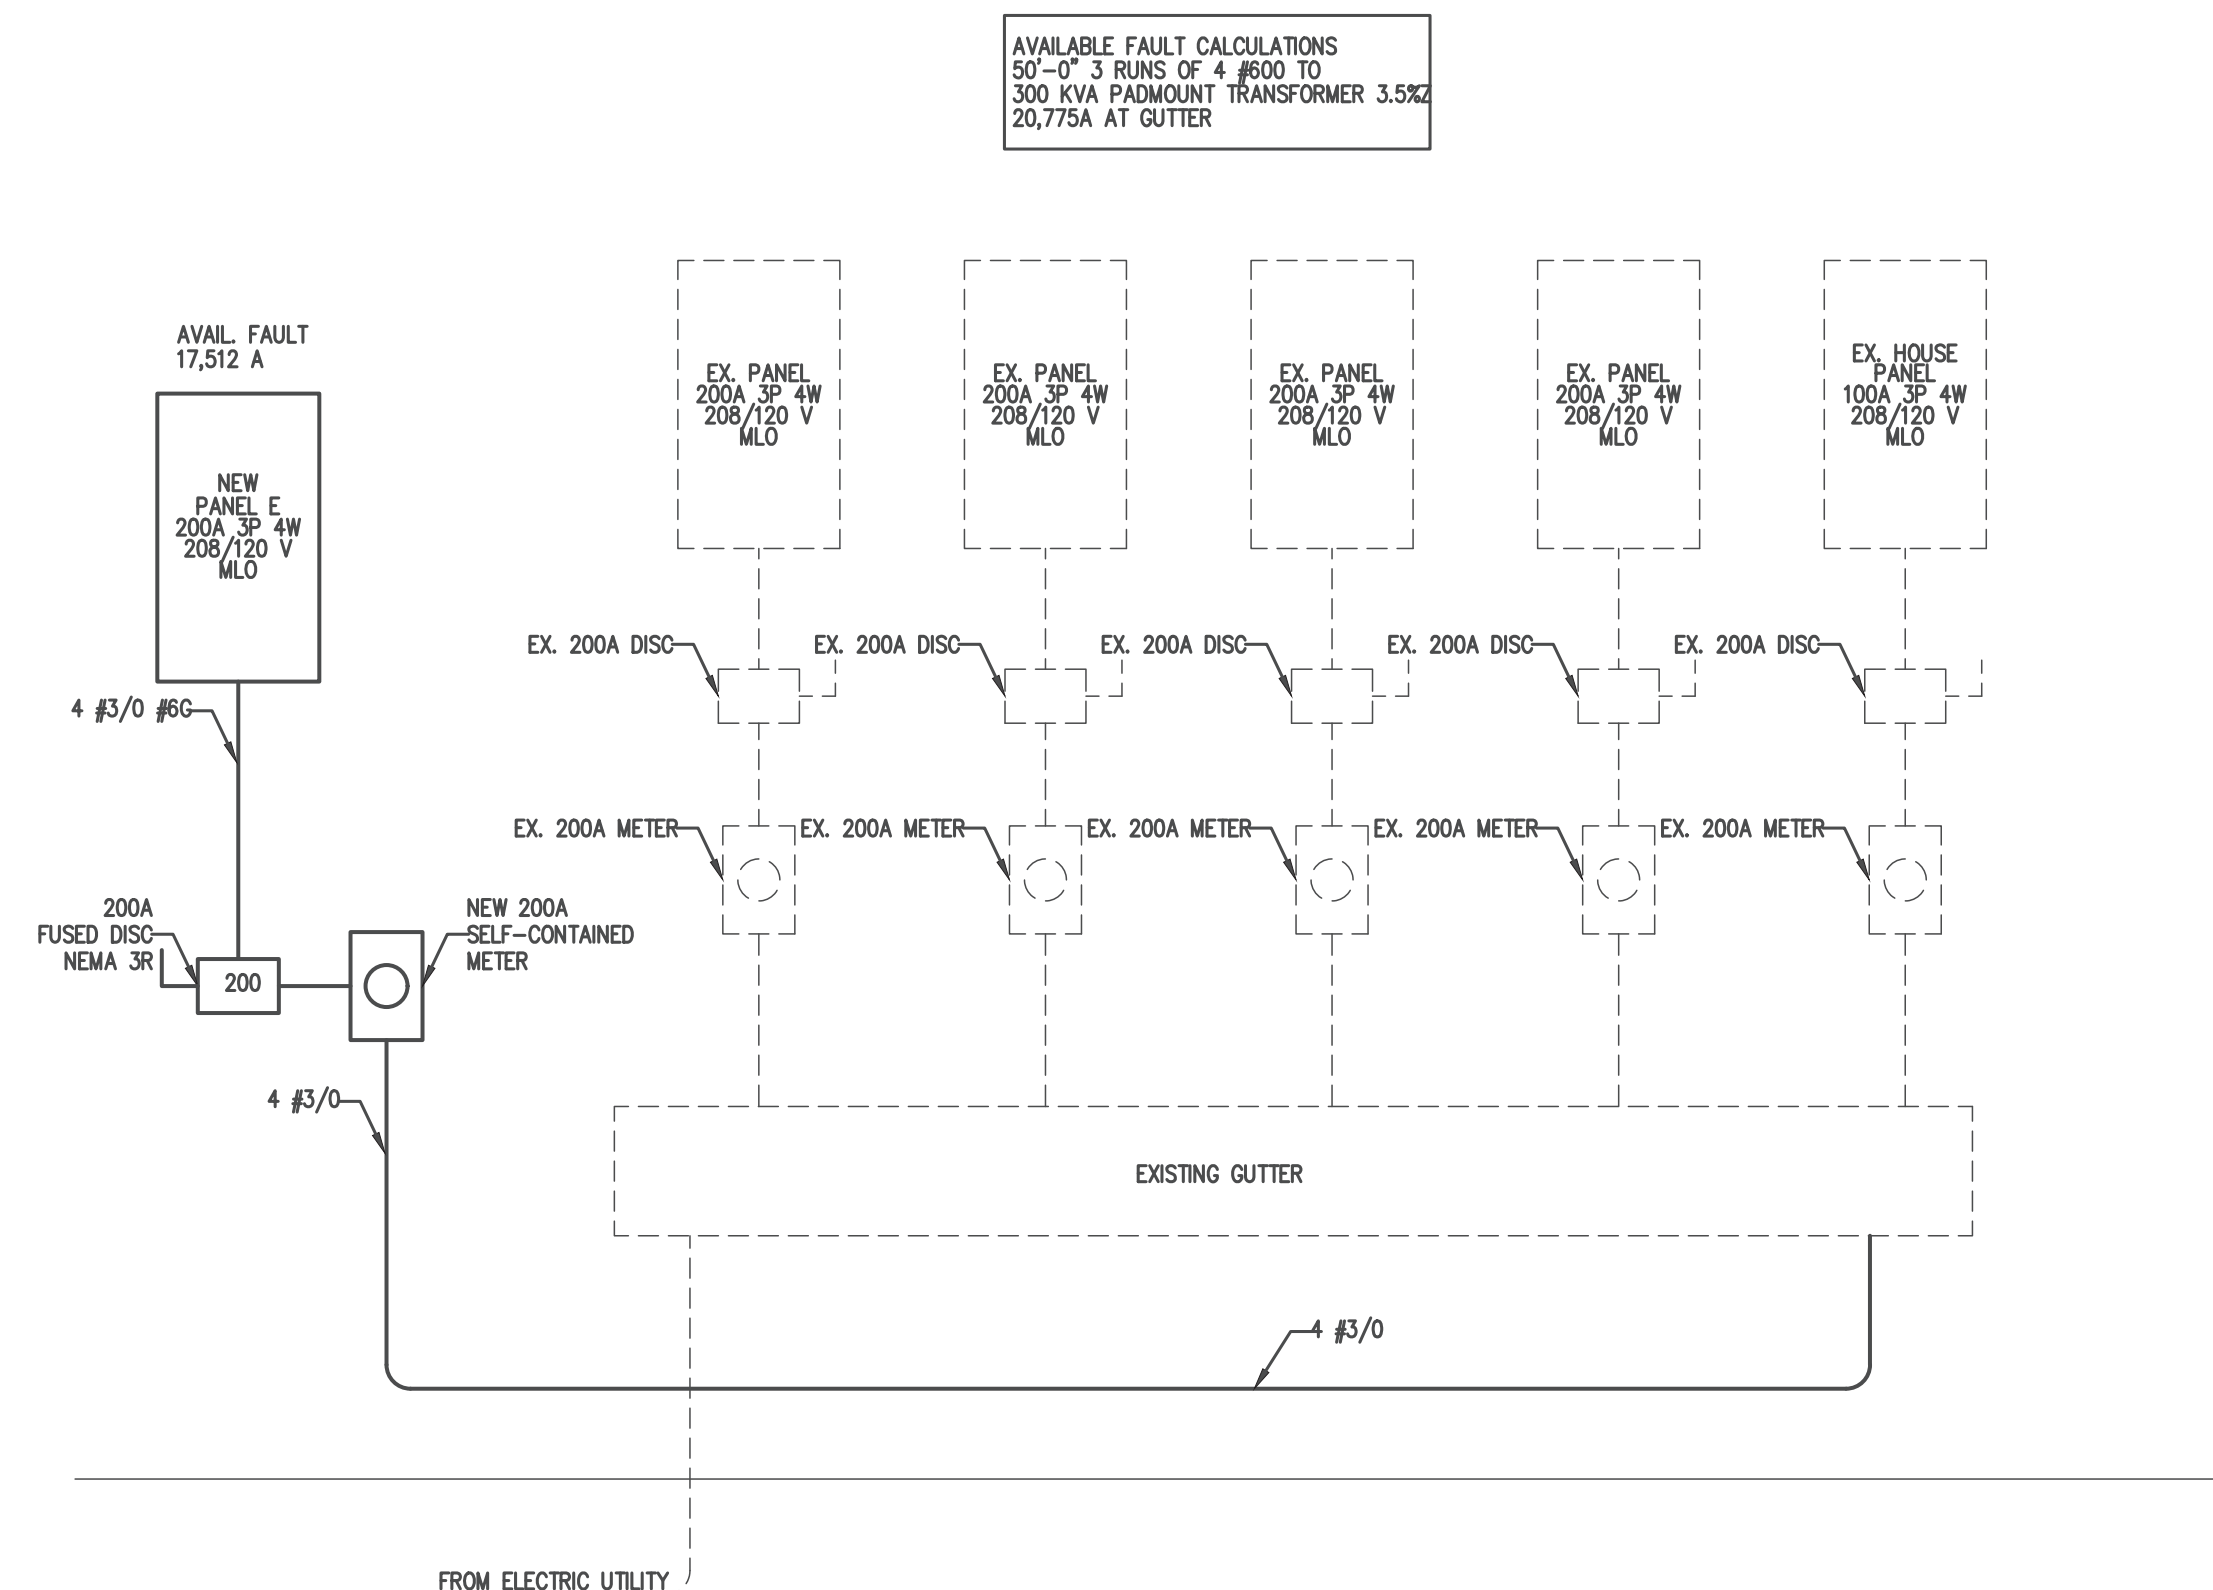 AVAILABLE FAULT CALCULATIONS
50'-0" 3 RUNS OF 4 #600 TO
300 KVA PADMOUNT TRANSFORMER 3.5%Z
20,775A AT GUTTER
AVAIL. FAULT
17,512 A
NEW
PANEL E
200A 3P 4W
208/120 V
MLO
EX. PANEL
200A 3P 4W
208/120 V
MLO
EX. PANEL
200A 3P 4W
208/120 V
MLO
EX. PANEL
200A 3P 4W
208/120 V
MLO
EX. PANEL
200A 3P 4W
208/120 V
MLO
EX. HOUSE
PANEL
100A 3P 4W
208/120 V
MLO
EX. 200A DISC
EX. 200A DISC
EX. 200A DISC
EX. 200A DISC
EX. 200A DISC
4 #3/0 #6G
EX. 200A METER
EX. 200A METER
EX. 200A METER
EX. 200A METER
EX. 200A METER
200A
FUSED DISC
NEMA 3R
200
NEW 200A
SELF-CONTAINED
METER
4 #3/0
EXISTING GUTTER
4 #3/0
FROM ELECTRIC UTILITY